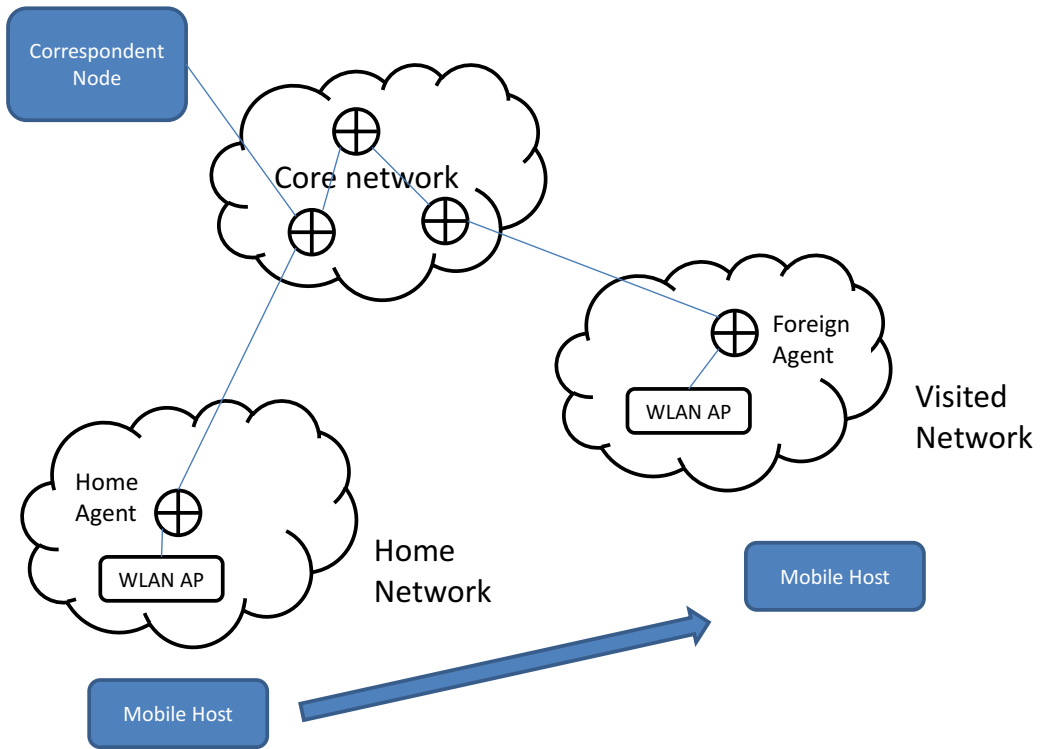 Correspondent
Node
Core network
Foreign
Agent
WLAN AP
Visited
Network
Home
Agent
WLAN AP
Home
Network
Mobile Host
Mobile Host